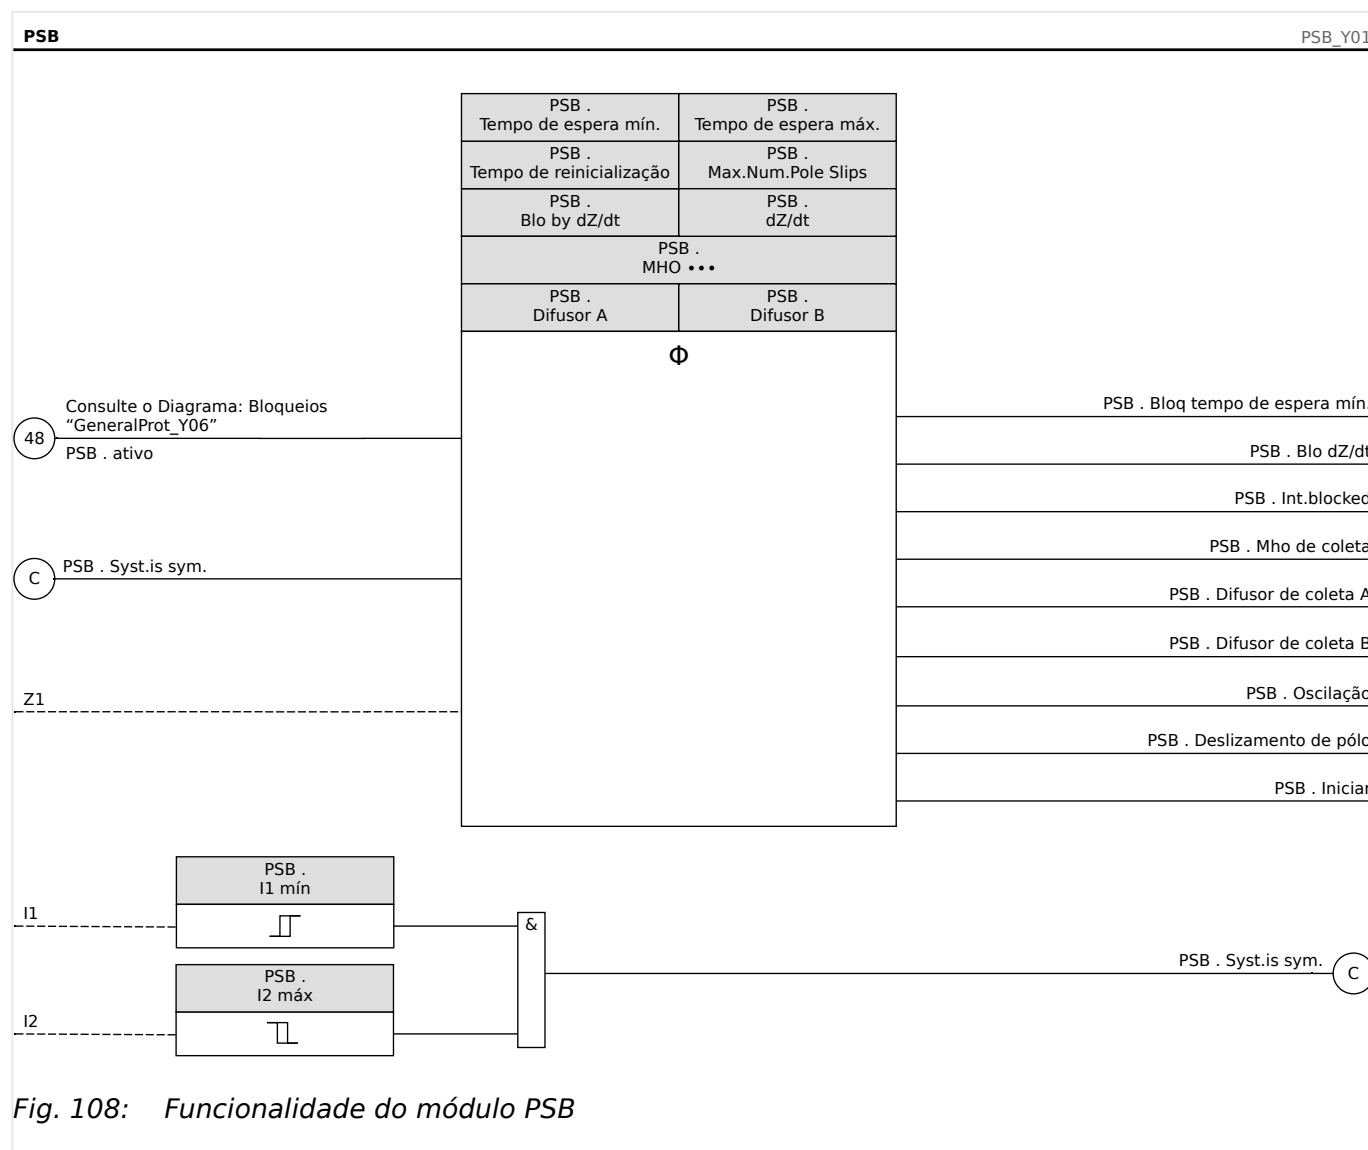 PSB
PSB_Y01
PSB .
Tempo de espera mín.
PSB .
Tempo de espera máx.
PSB .
Tempo de reinicialização
PSB .
Max.Num.Pole Slips
PSB .
Blo by dZ/dt
PSB .
dZ/dt
PSB .
MHO •••
PSB .
Difusor A
PSB .
Difusor B
Φ
Consulte o Diagrama: Bloqueios
“GeneralProt_Y06”
48
PSB . ativo
C
PSB . Syst.is sym.
Z1
PSB . Bloq tempo de espera mín.
PSB . Blo dZ/dt
PSB . Int.blocked
PSB . Mho de coleta
PSB . Difusor de coleta A
PSB . Difusor de coleta B
PSB . Oscilação
PSB . Deslizamento de pólo
PSB . Iniciar
PSB .
I1 mín
I1
&
PSB .
I2 máx
I2
PSB . Syst.is sym.
C
Fig. 108: Funcionalidade do módulo PSB